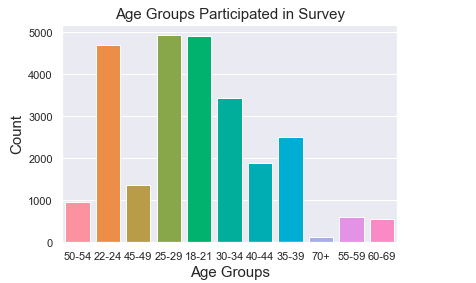 Age Groups Participated in Survey
5000
4000
3000
2000
1000
0
Count
50-54 22-24 45-49 25-29 18-21 30-34 40-44 35-39 70+ 55-59 60-69
Age Groups